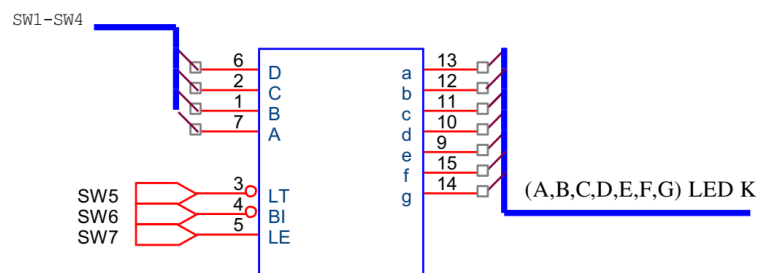 SW1-SW4
6 D a 13
2 C b 12
1 B c 11
7 A d 10
e 9
f 15
g 14
(A,B,C,D,E,F,G) LED K
SW5 3 LT
SW6 4 BI
SW7 5 LE